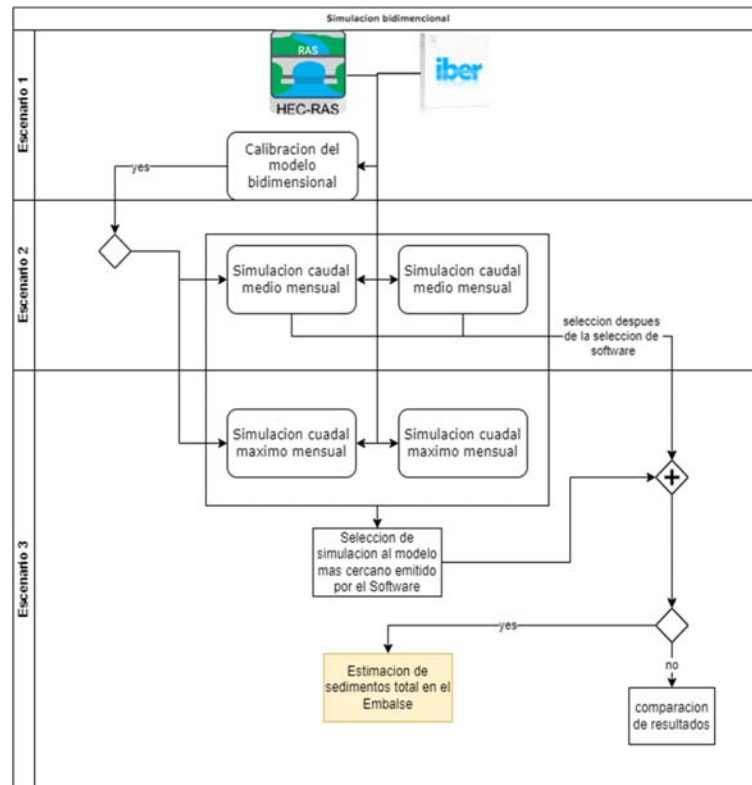 Simulacion bidimencional
Escenario 1
RAS
HEC-RAS
iber
Calibracion del
modelo
bidimensional
yes
Escenario 2
Simulacion caudal
medio mensual
Simulacion caudal
medio mensual
seleccion despues
de la seleccion de
software
Escenario 3
Simulacion cuadal
maximo mensual
Simulacion cuadal
maximo mensual
Seleccion de
simulacion al modelo
mas cercano emitido
por el Software
yes
no
Estimacion de
sedimentos total en el
Embalse
comparacion
de resultados